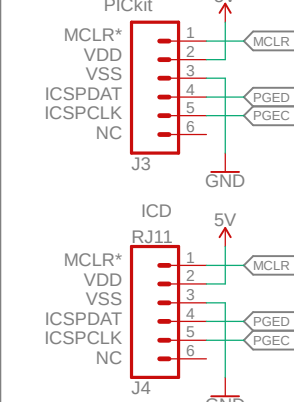 PICkit
MCLR* 1 MCLR
VDD 2
VSS 3
ICSPDAT 4 PGED
ICSPCLK 5 PGEC
NC 6
J3
GND
ICD
5V
RJ11
MCLR* 1 MCLR
VDD 2
VSS 3
ICSPDAT 4 PGED
ICSPCLK 5 PGEC
NC 6
J4
GND